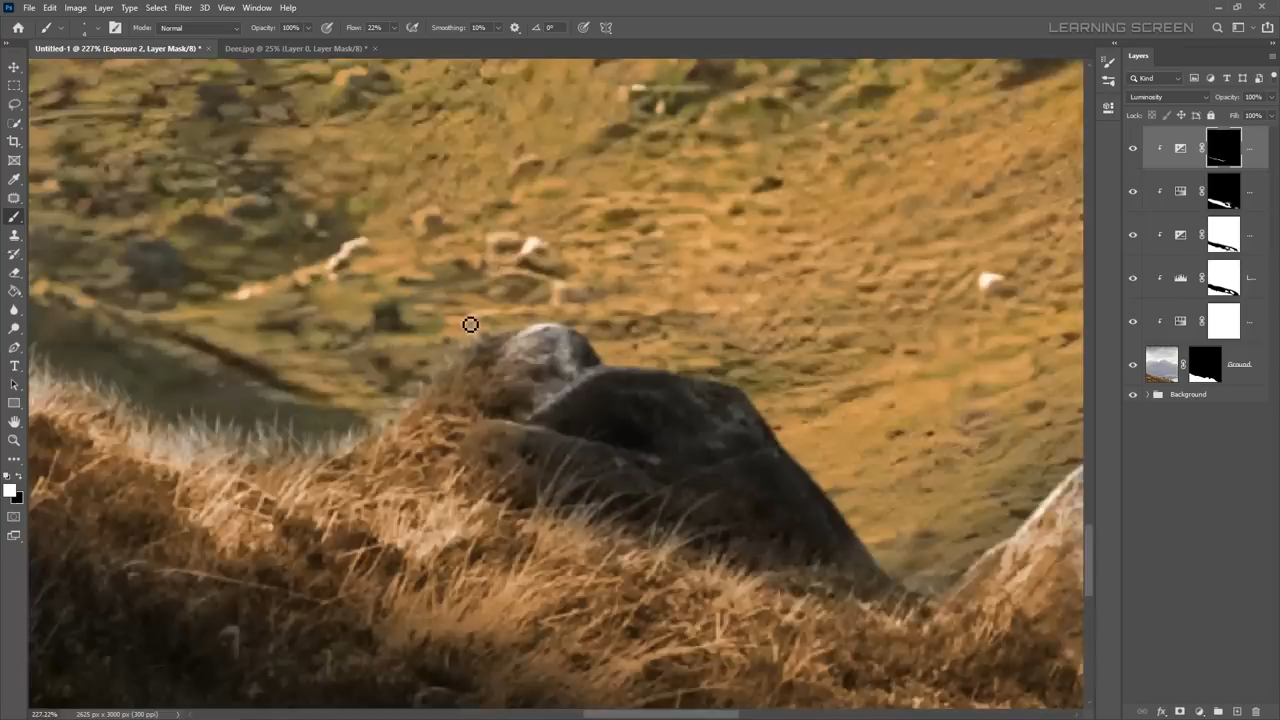 Ps File Edit Image Layer Type Select Filter 3D View Window Help
Mode: Normal Opacity: 100% Flow: 22% Smoothing: 10% 0° LEARNING SCREEN
Untitled-1 @ 227% (Exposure 2, Layer Mask/8) * × Deer.jpg @ 25% (Layer 0, Layer Mask/8) * ×
Layers
Kind
Luminosity Opacity: 100%
Lock: Fill: 100%
...
...
...
L...
...
Ground
Background
227.22% 2625 px x 3000 px (300 ppi)